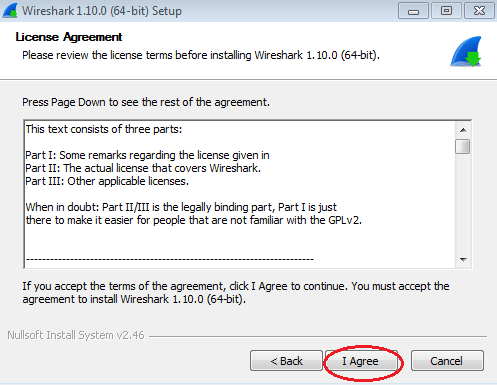 Wireshark 1.10.0 (64-bit) Setup
License Agreement
Please review the license terms before installing Wireshark 1.10.0 (64-bit).
Press Page Down to see the rest of the agreement.
This text consists of three parts:
Part I: Some remarks regarding the license given in
Part II: The actual license that covers Wireshark.
Part III: Other applicable licenses.
When in doubt: Part II/III is the legally binding part, Part I is just
there to make it easier for people that are not familiar with the GPLv2.
------------------------------------------------------------------------
If you accept the terms of the agreement, click I Agree to continue. You must accept the
agreement to install Wireshark 1.10.0 (64-bit).
Nullsoft Install System v2.46
< Back I Agree Cancel